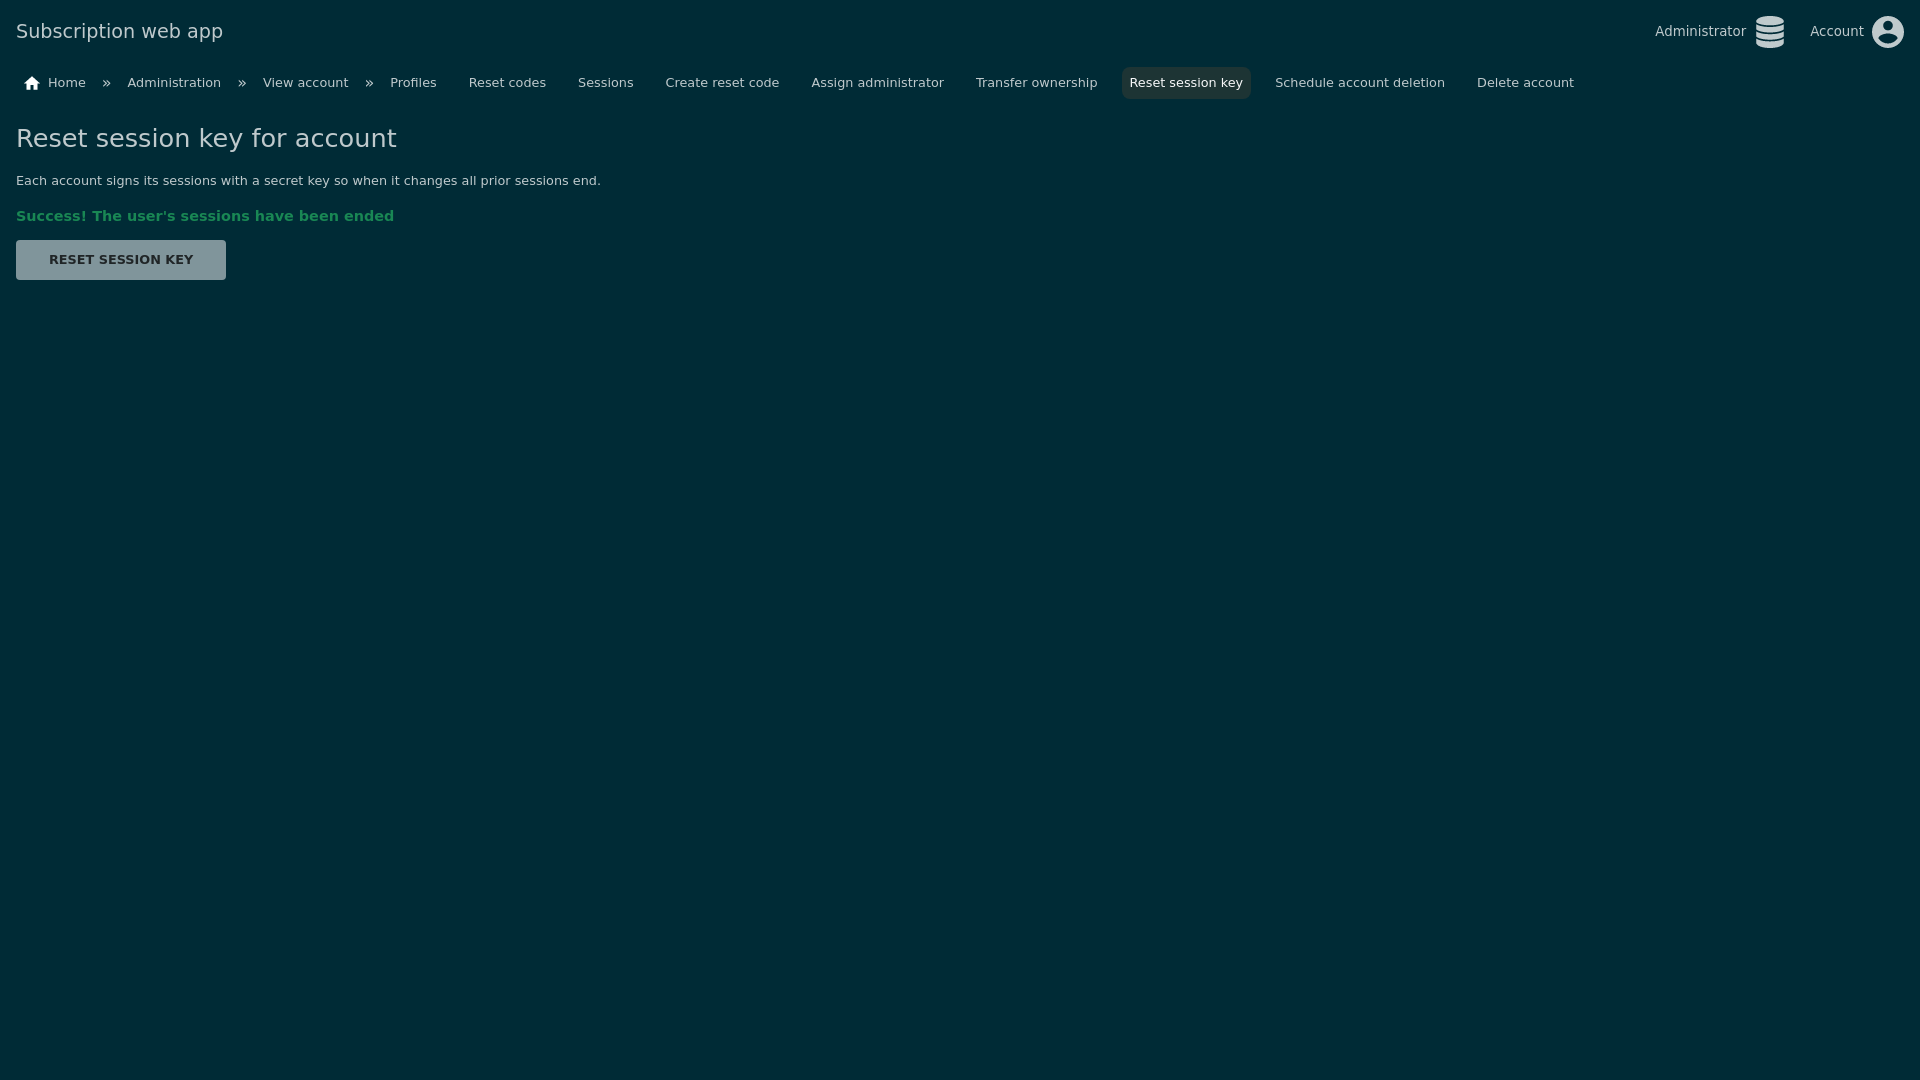 Subscription web app
Administrator
Account
Home » Administration » View account » Profiles Reset codes Sessions Create reset code Assign administrator Transfer ownership Reset session key Schedule account deletion Delete account
Reset session key for account
Each account signs its sessions with a secret key so when it changes all prior sessions end.
Success! The user's sessions have been ended
RESET SESSION KEY